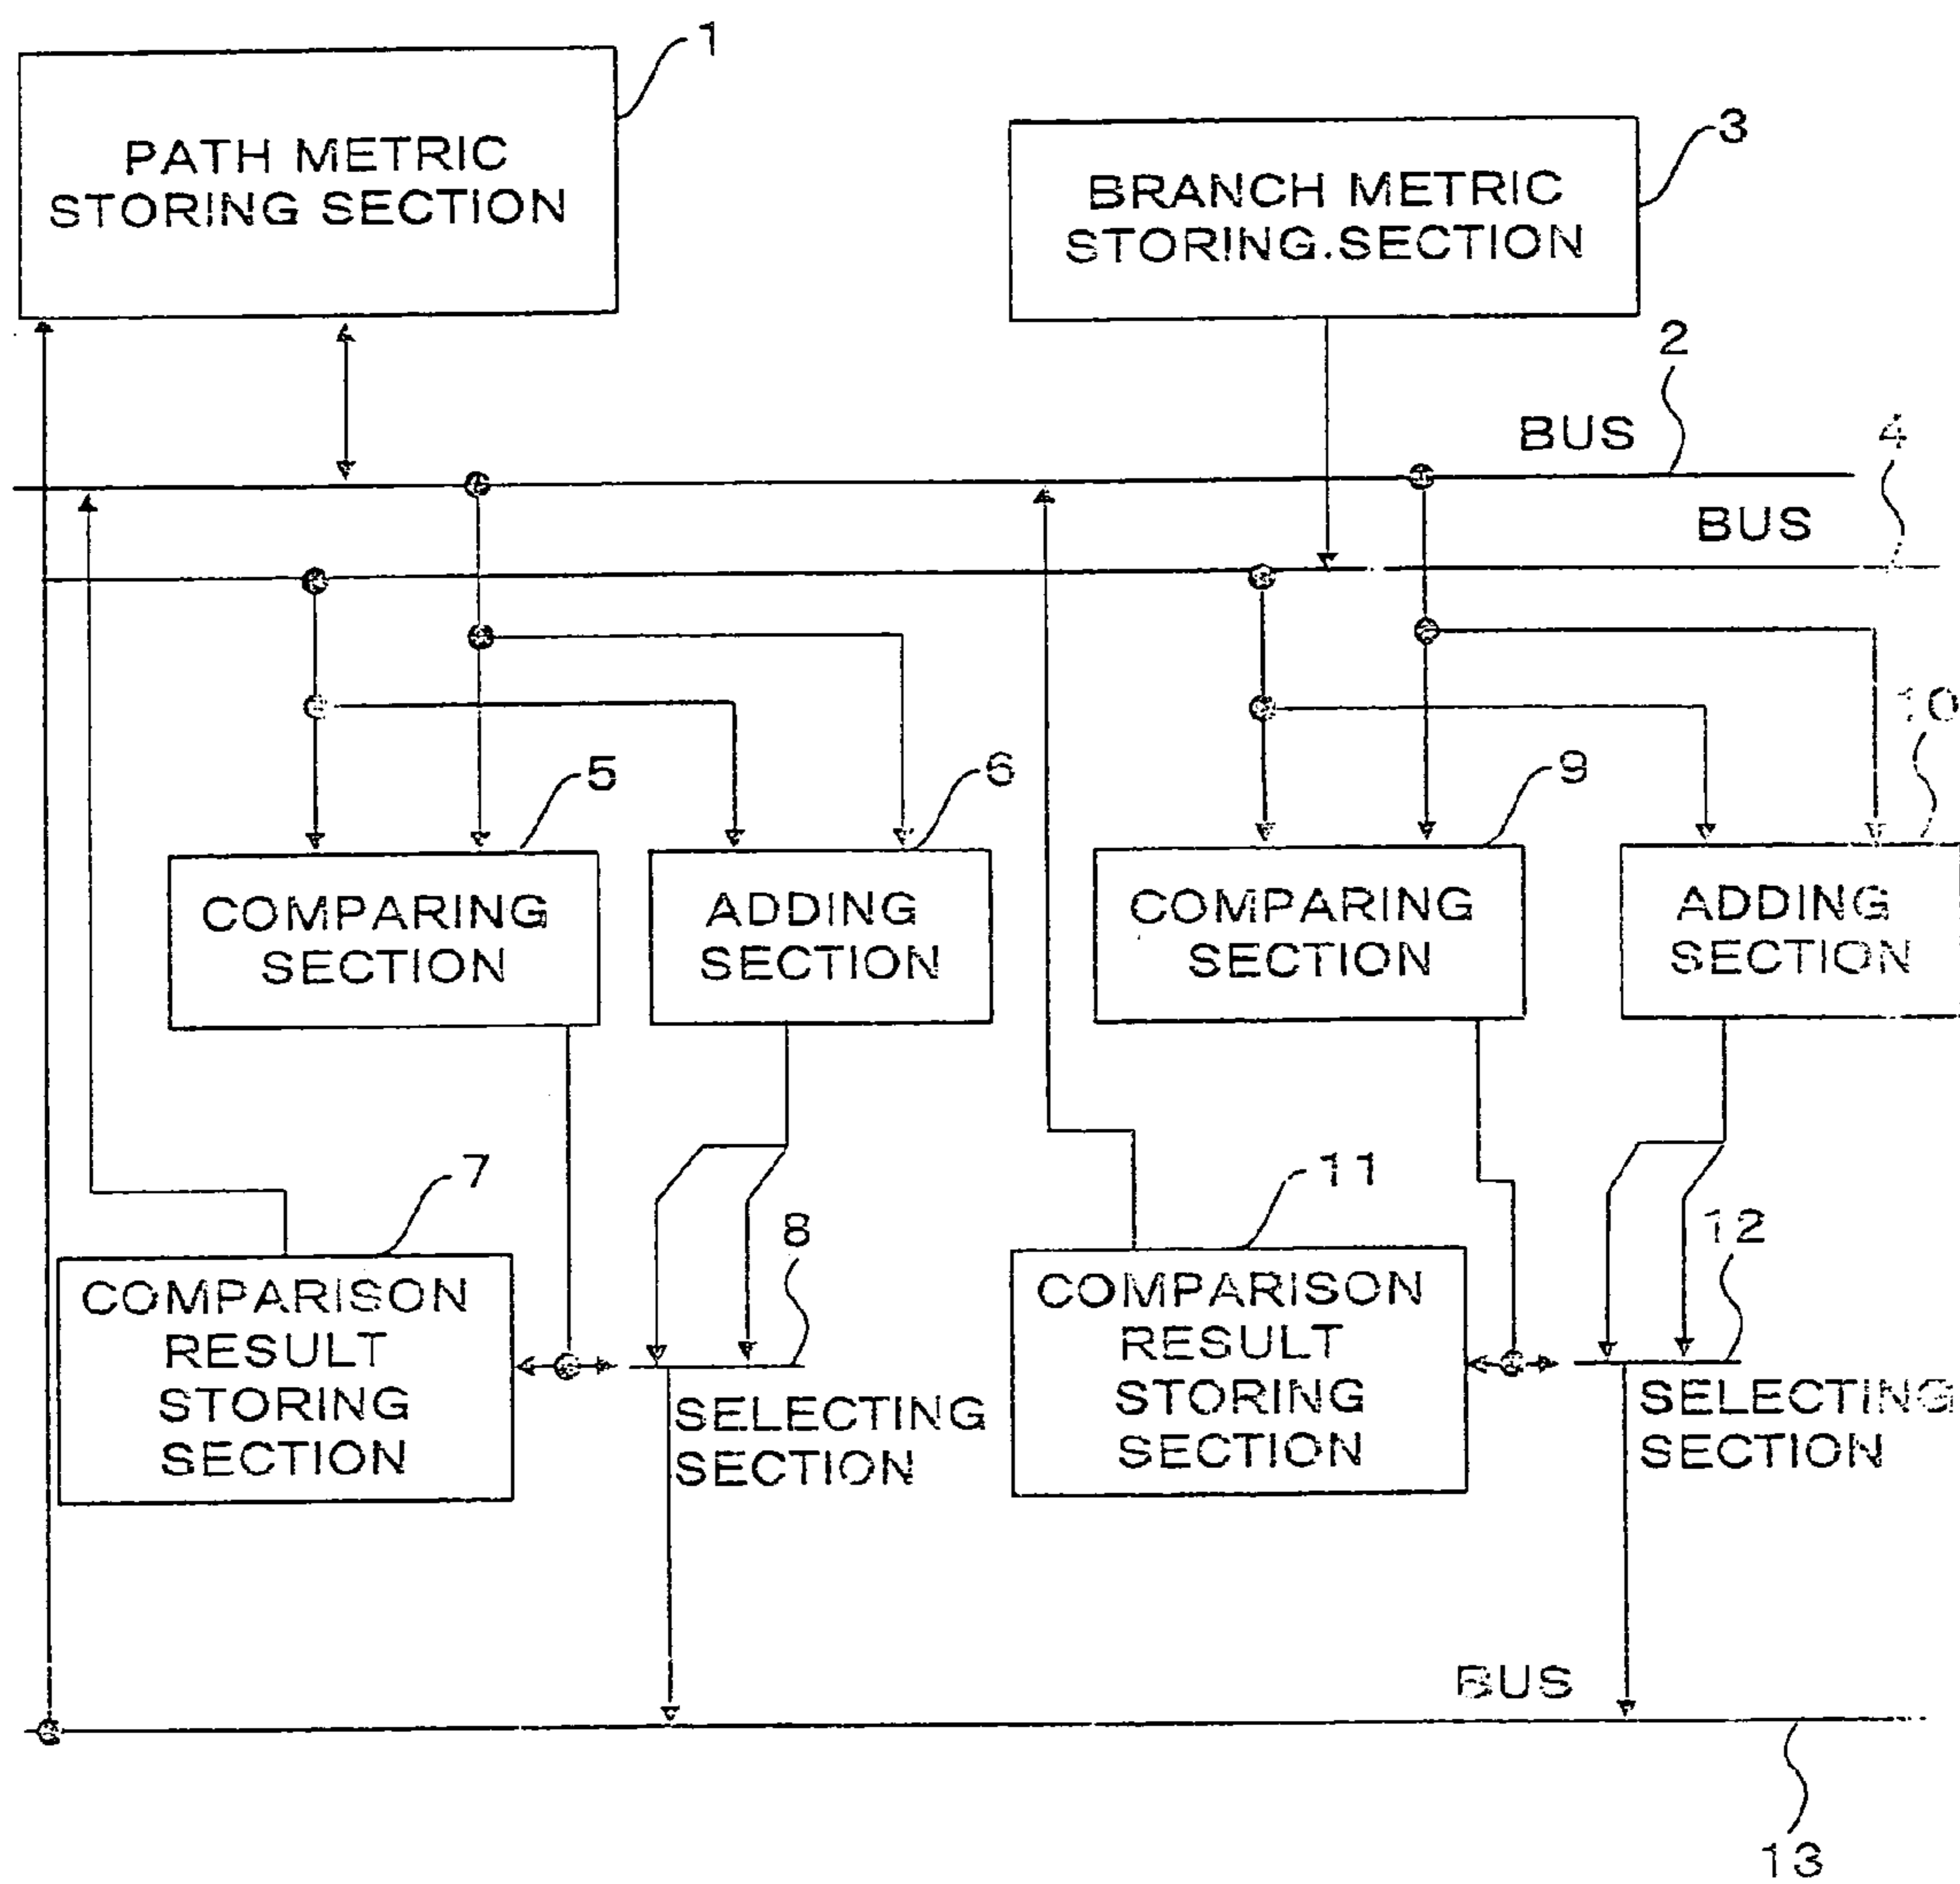 1
PATH METRIC
STORING SECTION
3
BRANCH METRIC
STORING.SECTION
2
BUS
4
BUS
10
5
6
9
COMPARING
SECTION
ADDING
SECTION
COMPARING
SECTION
ADDING
SECTION
7
8
11
12
COMPARISON
RESULT
STORING
SECTION
SELECTING
SECTION
COMPARISON
RESULT
STORING
SECTION
SELECTING
SECTION
BUS
13